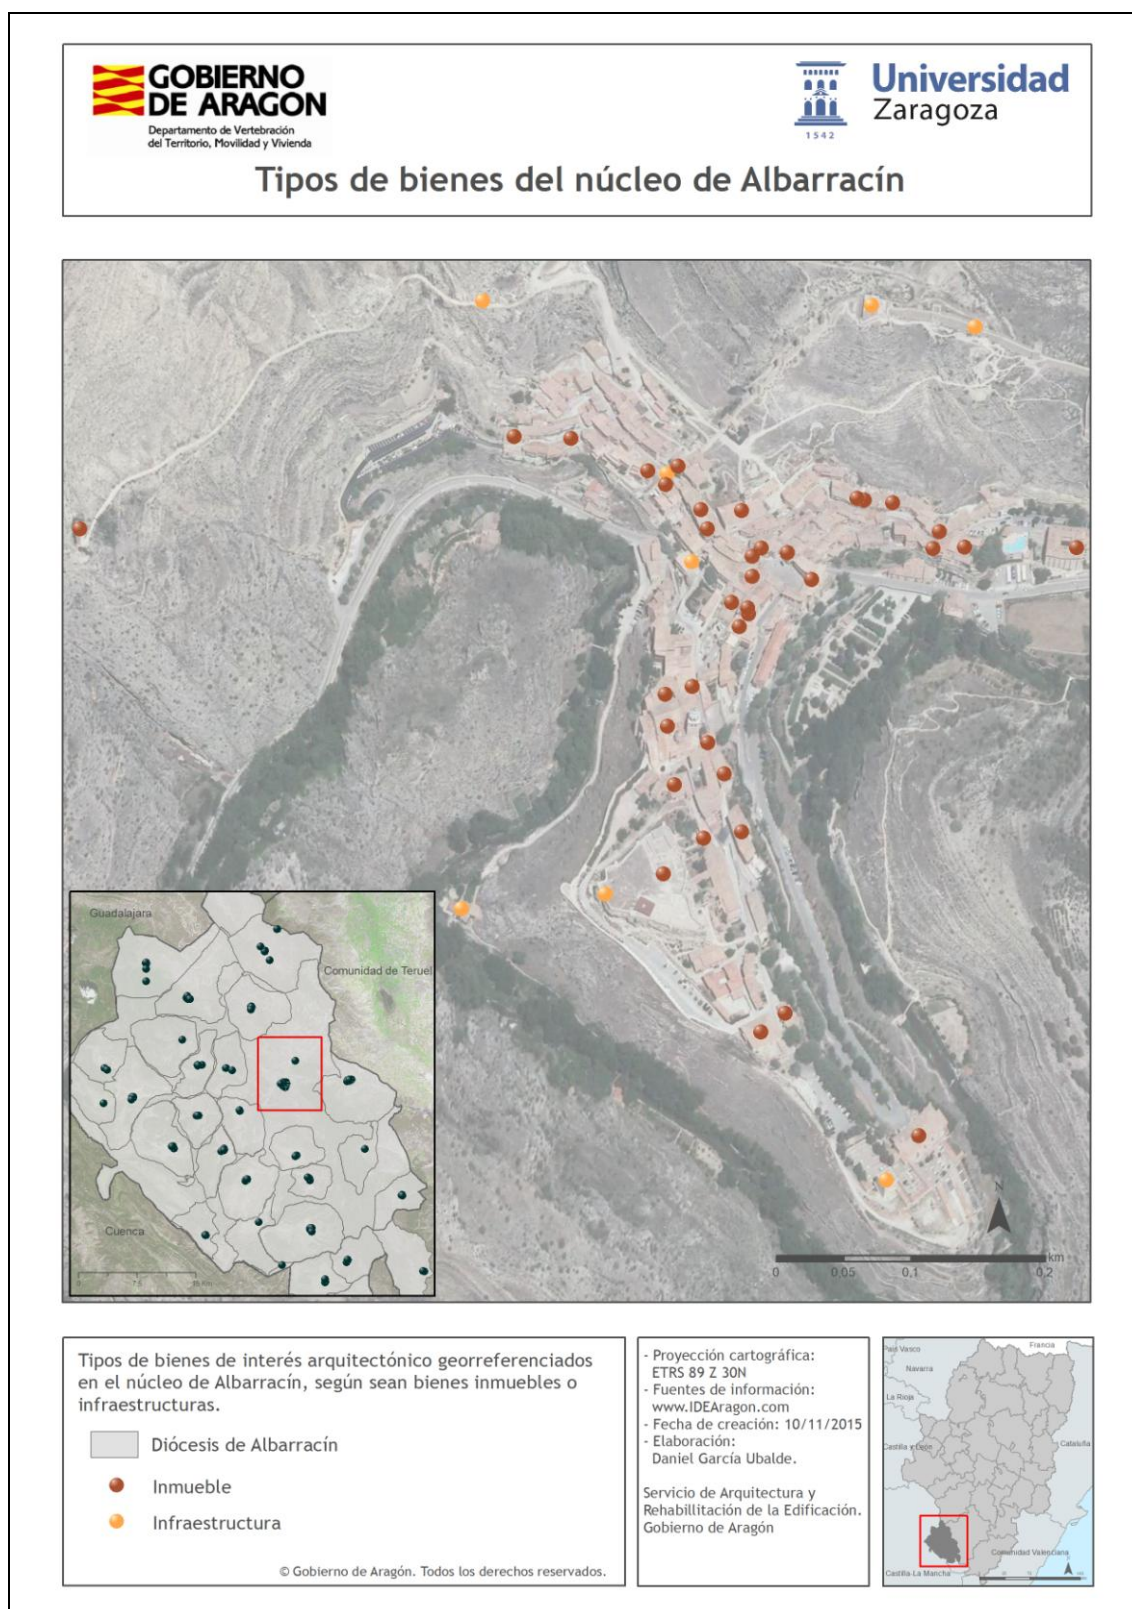 GOBIERNO
DE ARAGON
Departamento de Vertebración
del Territorio, Movilidad y Vivienda
1542
Universidad
Zaragoza
Tipos de bienes del núcleo de Albarracín
Guadalajara
Comunidad de Teruel
Cuenca
N
km
0 0,05 0,1 0,2
Tipos de bienes de interés arquitectónico georreferenciados
en el núcleo de Albarracín, según sean bienes inmuebles o
infraestructuras.
Diócesis de Albarracín
Inmueble
Infraestructura
© Gobierno de Aragón. Todos los derechos reservados.
- Proyección cartográfica:
ETRS 89 Z 30N
- Fuentes de información:
www.IDEAragon.com
- Fecha de creación: 10/11/2015
- Elaboración:
Daniel García Ubalde.
Servicio de Arquitectura y
Rehabillitación de la Edificación.
Gobierno de Aragón
Francia
País Vasco
Navarra
La Rioja
Castilla y León
Cataluña
Comunidad Valenciana
Castilla-La Mancha